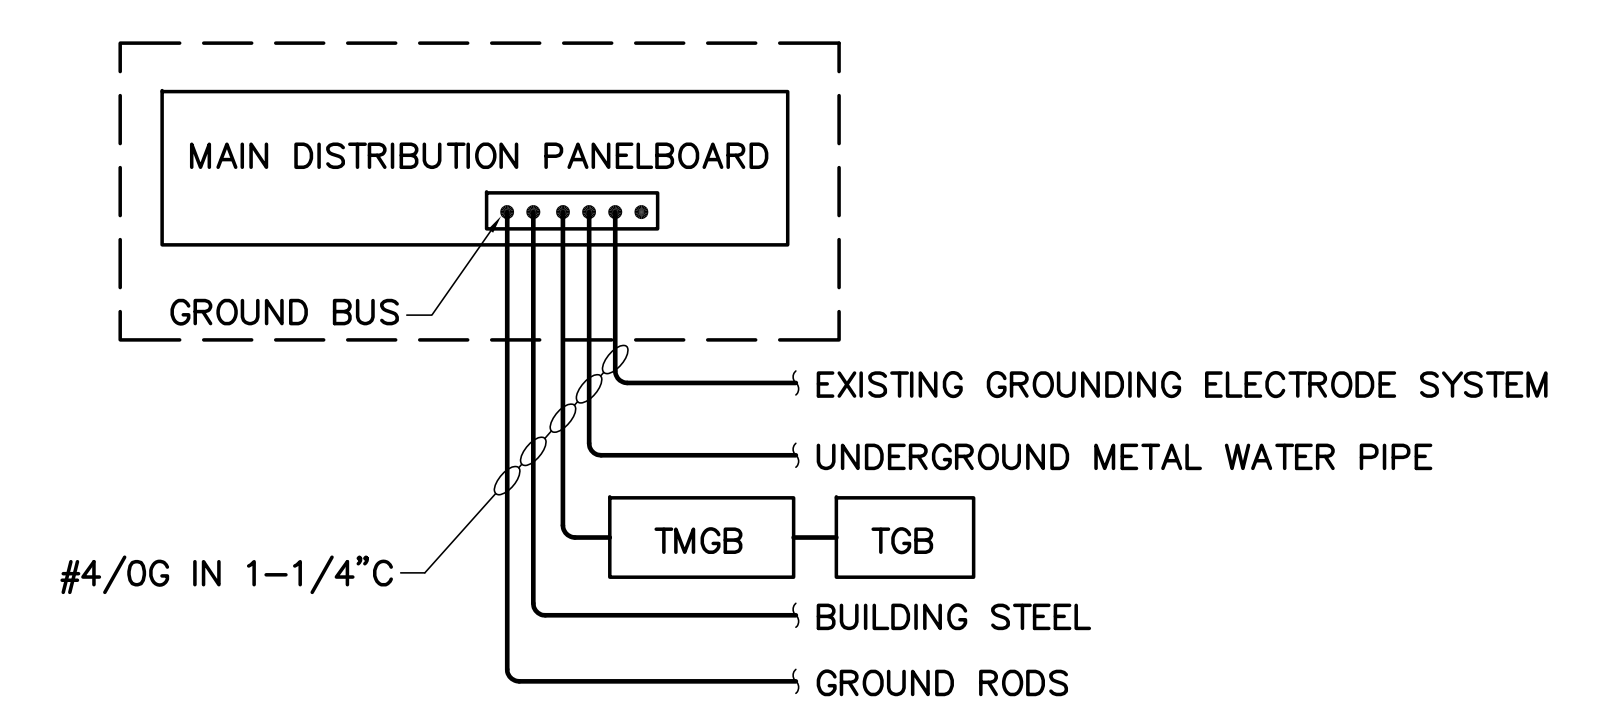 MAIN DISTRIBUTION PANELBOARD
GROUND BUS
EXISTING GROUNDING ELECTRODE SYSTEM
UNDERGROUND METAL WATER PIPE
TMGB
TGB
#4/0G IN 1-1/4"C
BUILDING STEEL
GROUND RODS